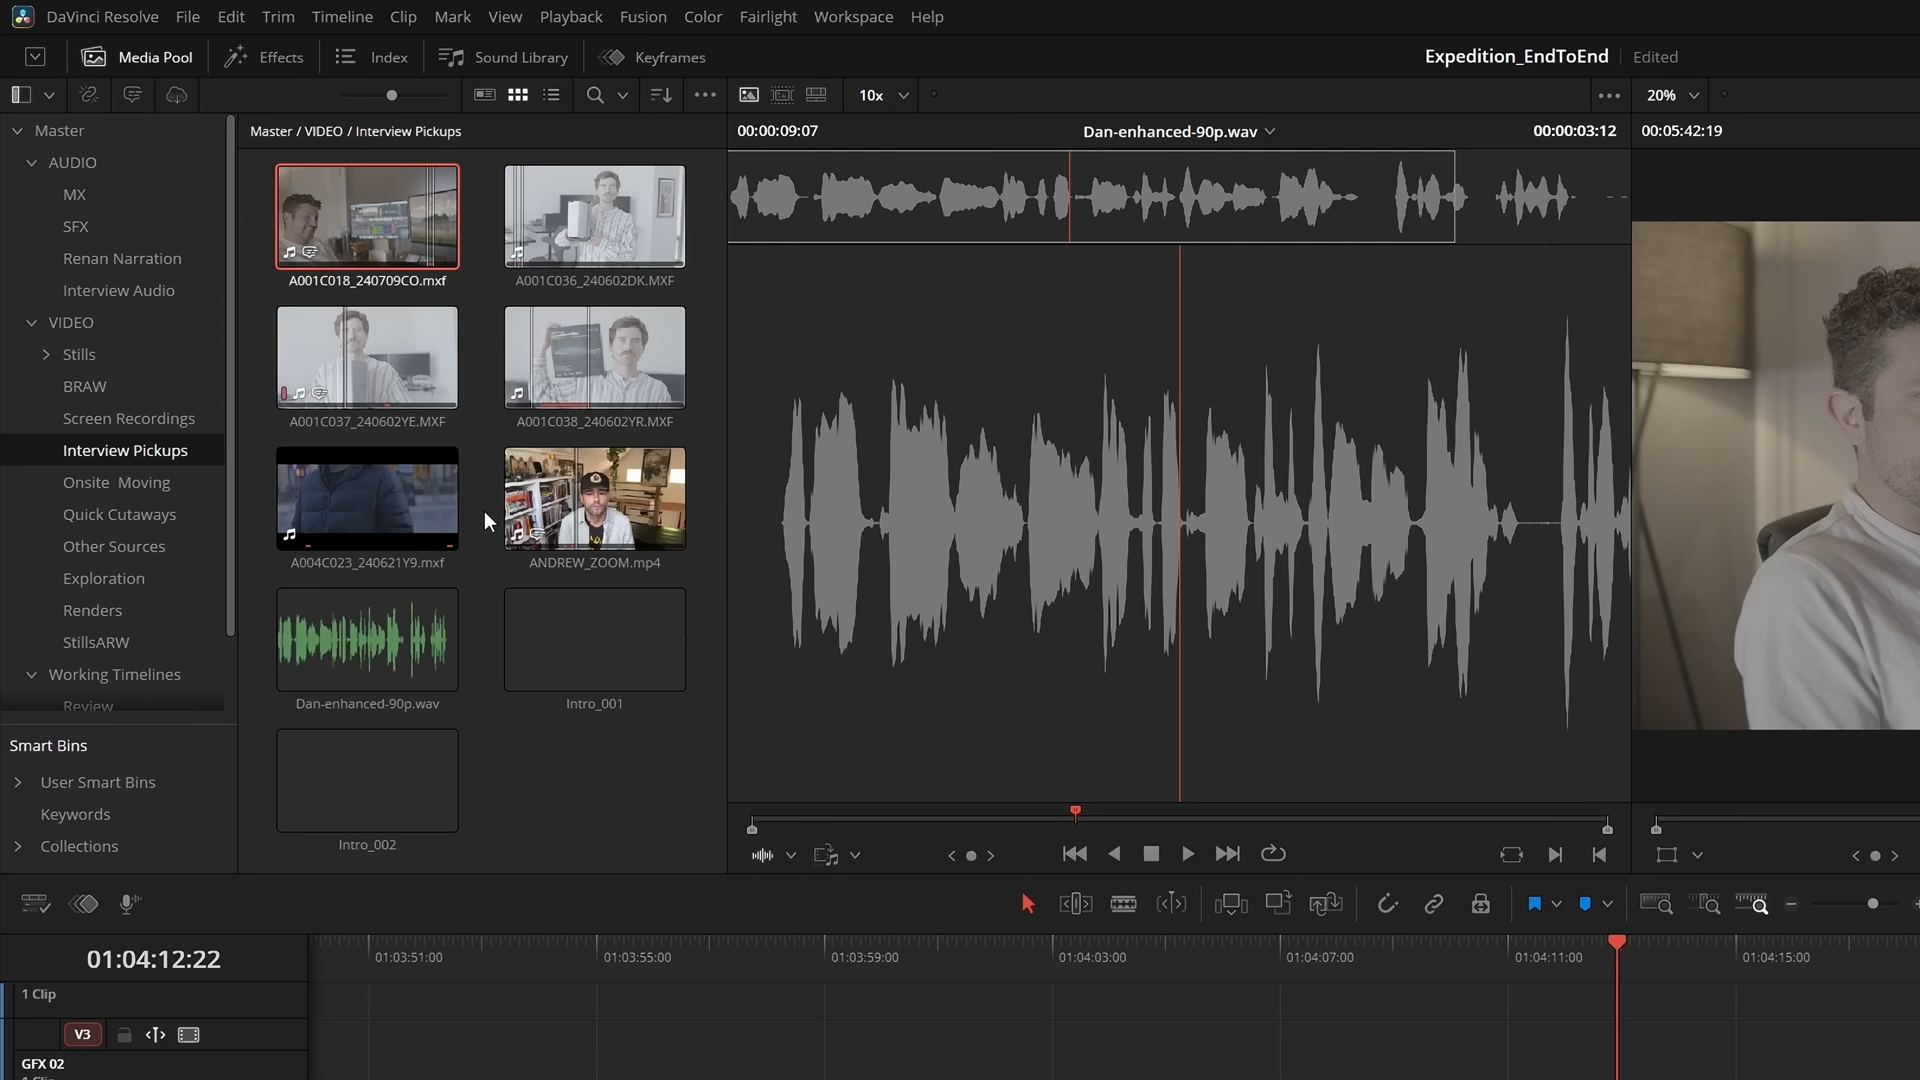 DaVinci Resolve File Edit Trim Timeline Clip Mark View Playback Fusion Color Fairlight Workspace Help
Media Pool Effects Index Sound Library Keyframes Expedition_EndToEnd Edited
10x 20%
Master / VIDEO / Interview Pickups 00:00:09:07 Dan-enhanced-90p.wav 00:00:03:12 00:05:42:19
Master
AUDIO
MX
SFX
Renan Narration
Interview Audio
VIDEO
Stills
BRAW
Screen Recordings
Interview Pickups
Onsite Moving
Quick Cutaways
Other Sources
Exploration
Renders
StillsARW
Working Timelines
Review
Smart Bins
User Smart Bins
Keywords
Collections
A001C018_240709CO.mxf A001C036_240602DK.MXF
A001C037_240602YE.MXF A001C038_240602YR.MXF
A004C023_240621Y9.mxf ANDREW_ZOOM.mp4
Dan-enhanced-90p.wav Intro_001
Intro_002
01:04:12:22
01:03:51:00 01:03:55:00 01:03:59:00 01:04:03:00 01:04:07:00 01:04:11:00 01:04:15:00
1 Clip
V3
GFX 02